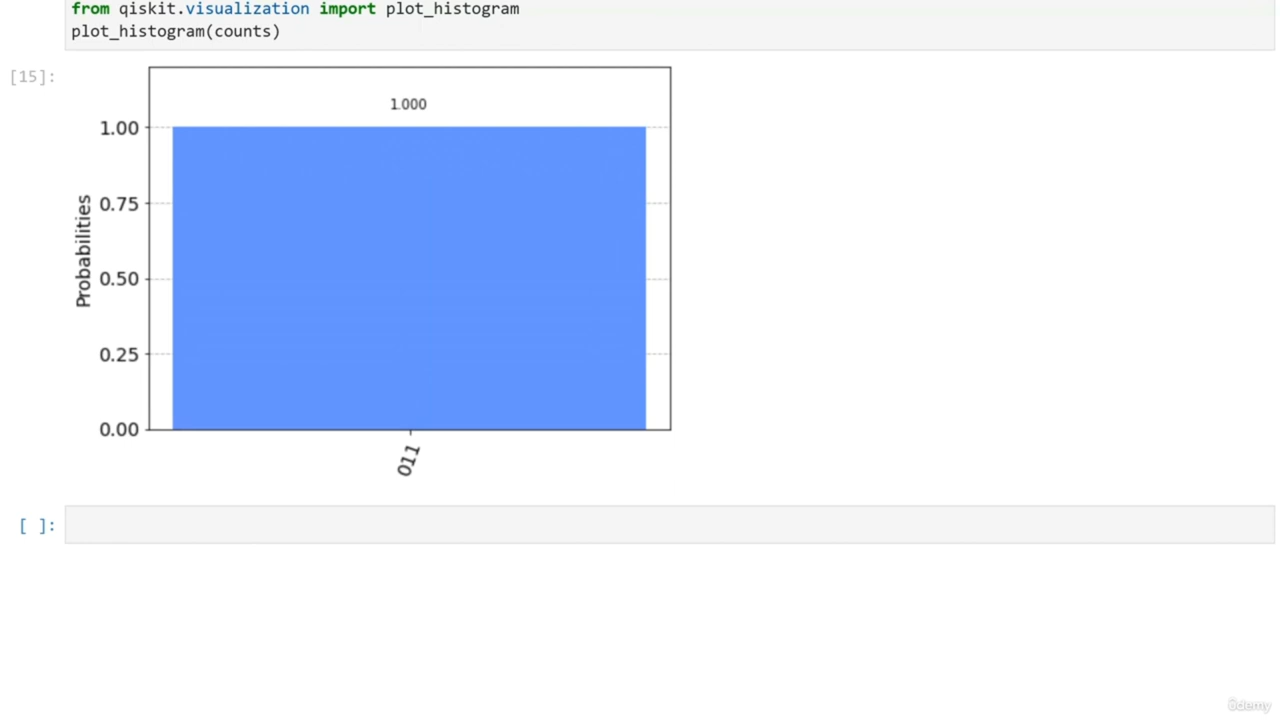 from qiskit.visualization import plot_histogram
plot_histogram(counts)
[15]:
1.000
1.00
0.75
0.50
0.25
0.00
Probabilities
011
[ ]:
ûdemy